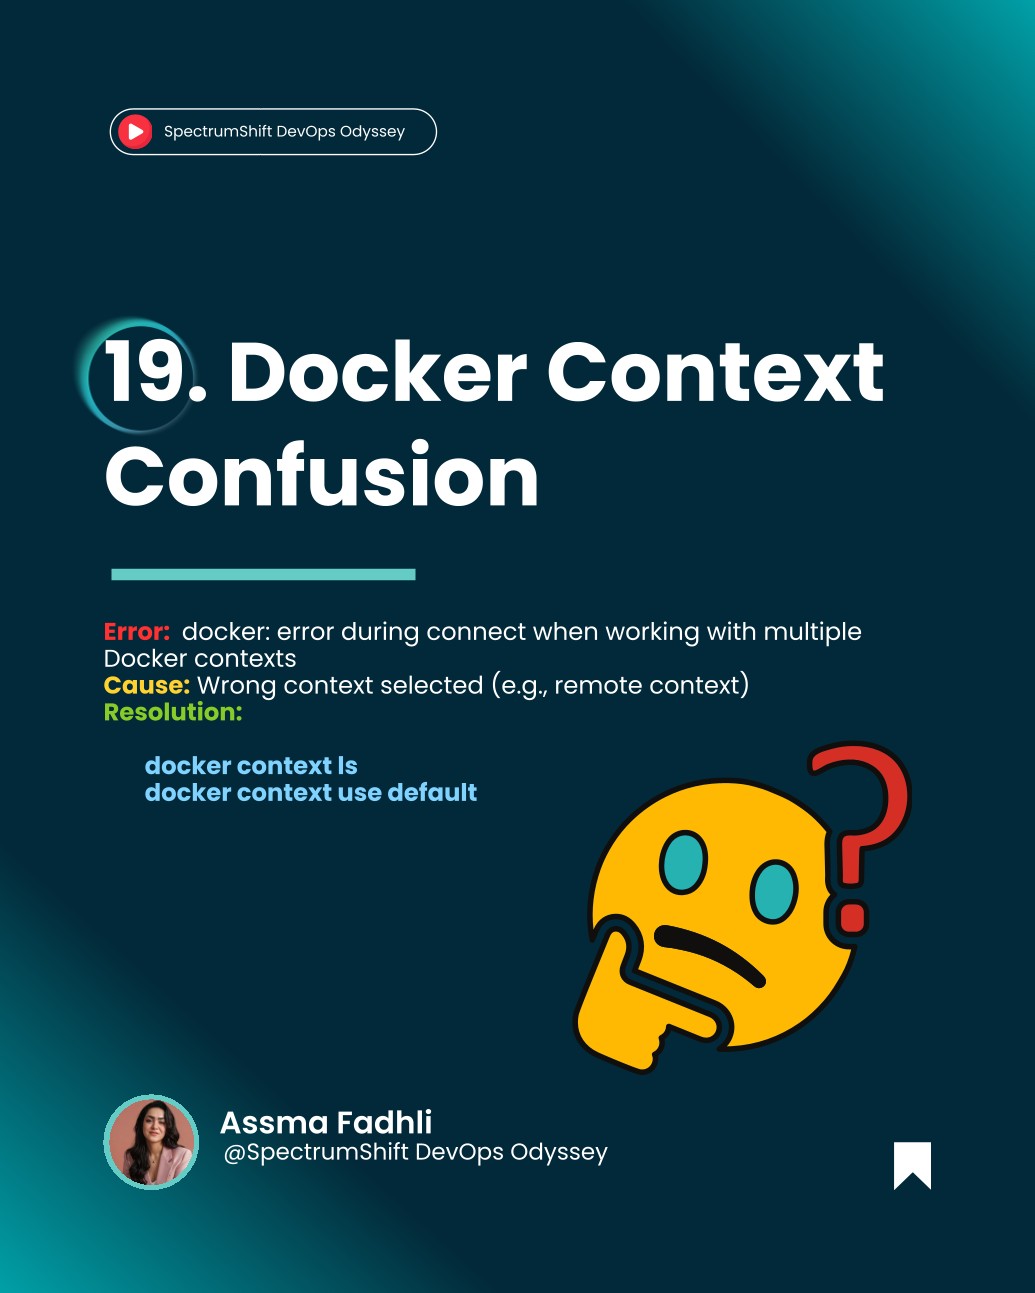 SpectrumShift DevOps Odyssey
19. Docker Context
Confusion
Error: docker: error during connect when working with multiple
Docker contexts
Cause: Wrong context selected (e.g., remote context)
Resolution:
docker context ls
docker context use default
?
Assma Fadhli
@SpectrumShift DevOps Odyssey